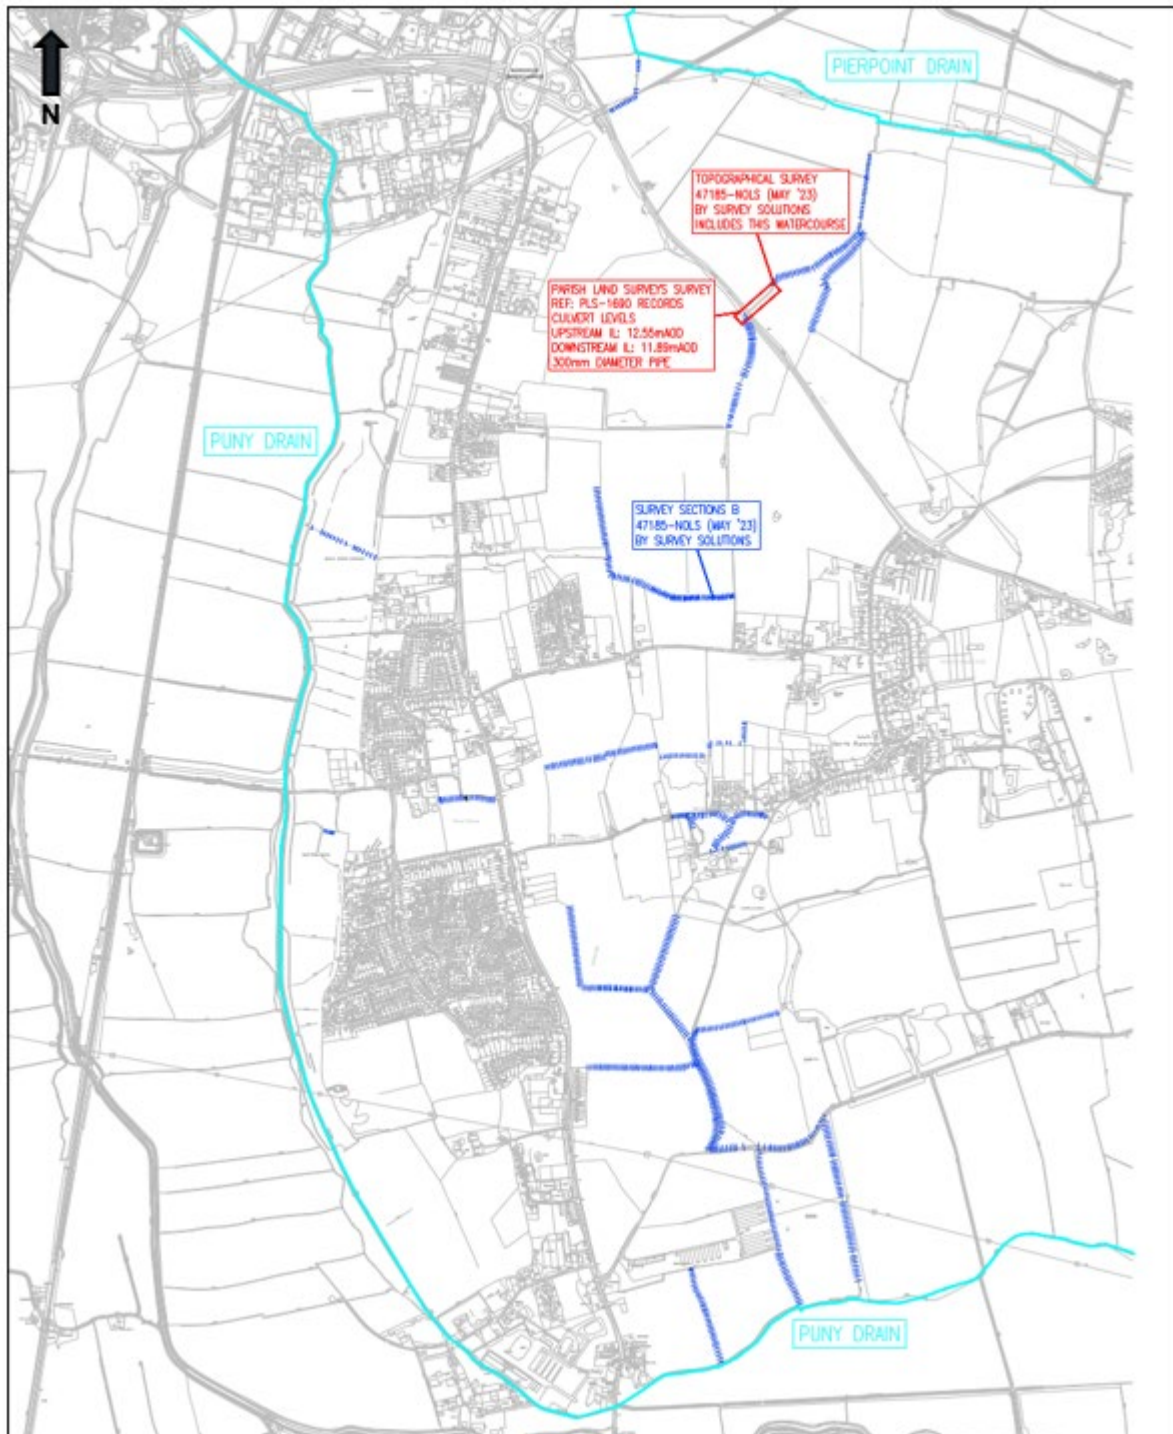 N
PIERPOINT DRAIN
TOPOGRAPHICAL SURVEY
47185-NOLS (MAY '23)
BY SURVEY SOLUTIONS
INCLUDES THIS WATERCOURSE
PARISH LAND SURVEYS SURVEY
REF: PLS-1690 RECORDS
CULVERT LEVELS
UPSTREAM IL: 12.55mAOD
DOWNSTREAM IL: 11.89mAOD
300mm DIAMETER PIPE
PUNY DRAIN
SURVEY SECTIONS B
47185-NOLS (MAY '23)
BY SURVEY SOLUTIONS
PUNY DRAIN